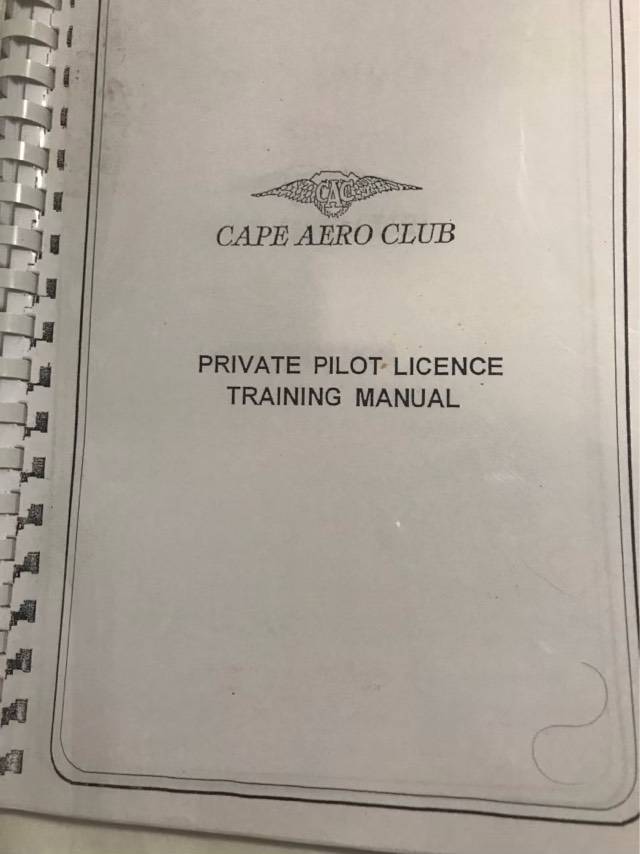 CAC
CAPE AERO CLUB
PRIVATE PILOT LICENCE
TRAINING MANUAL